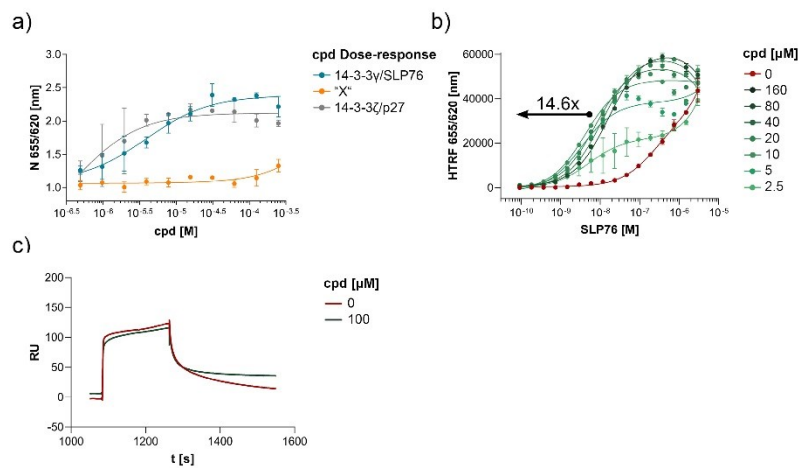 a)
cpd Dose-response
14-3-3γ/SLP76
"X"
14-3-3ζ/p27
N 655/620 [nm]
3.0
2.5
2.0
1.5
1.0
10-6.5
10-6
10-5.5
10-5
10-4.5
10-4
10-3.5
cpd [M]
b)
cpd [µM]
0
160
80
40
20
10
5
2.5
HTRF 655/620 [nm]
60000
40000
20000
0
14.6x
10-10
10-9
10-8
10-7
10-6
10-5
SLP76 [M]
c)
cpd [µM]
0
100
RU
200
150
100
50
0
-50
1000
1200
1400
1600
t [s]